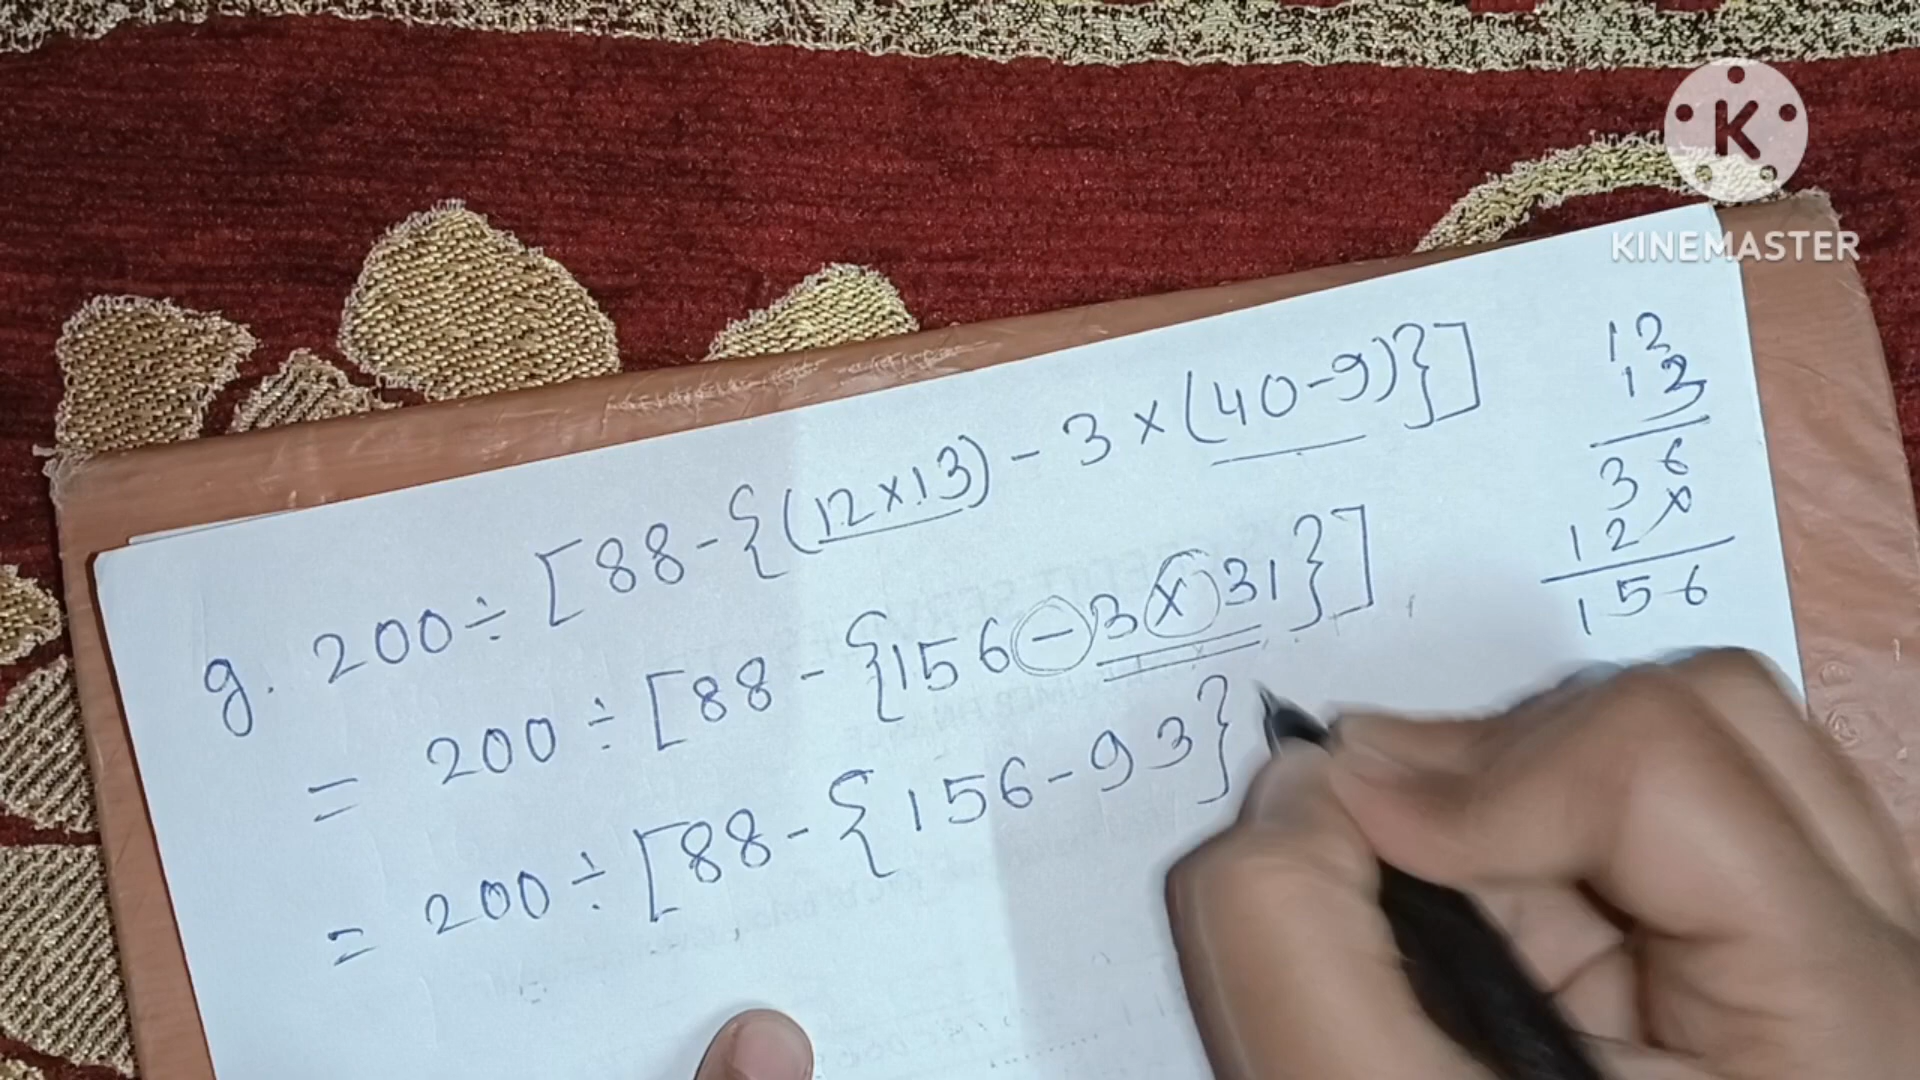 K
KINEMASTER
g. 200 ÷ [88 - {(12 × 13) - 3 × (40 - 9)}]
= 200 ÷ [88 - {156 - 3 × 31}]
= 200 ÷ [88 - {156 - 93}
12
13
36
12×
156